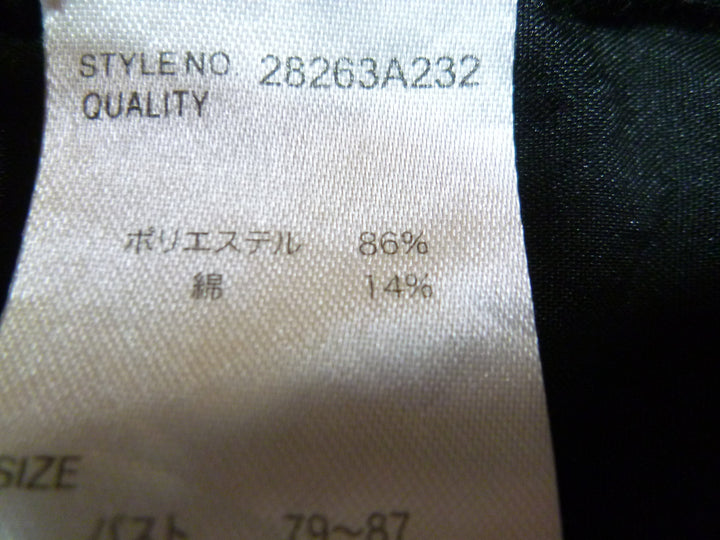 STYLE NO 28263A232
QUALITY
ポリエステル 86%
綿 14%
SIZE
バスト 79～87